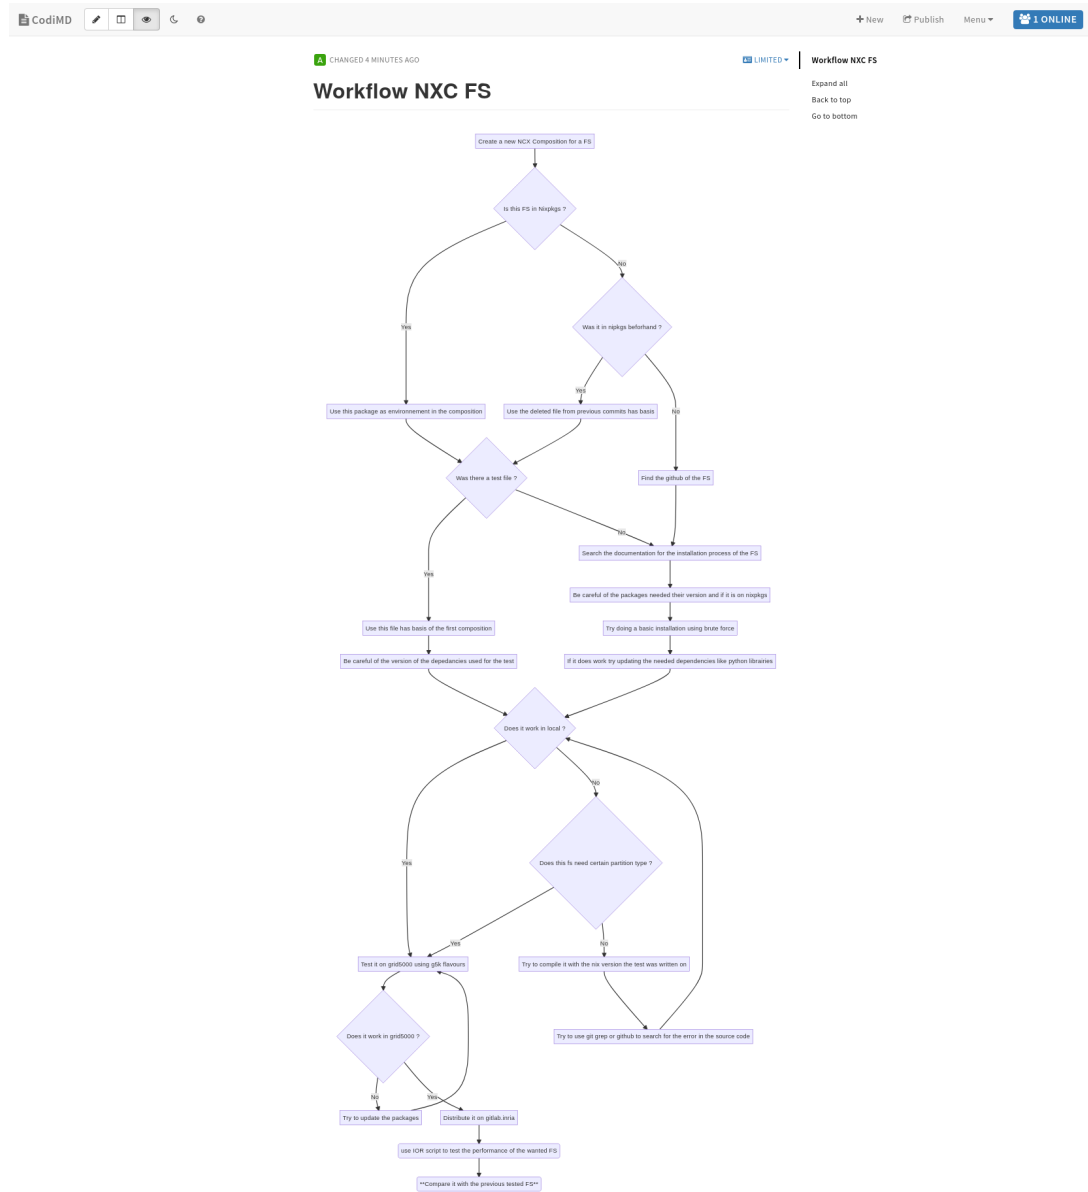 CodiMD
New
Publish
Menu
1 ONLINE
A CHANGED 4 MINUTES AGO
LIMITED
Workflow NXC FS
Expall all
Back to top
Go to bottom
Workflow NXC FS
Create a new NCX Composition for a FS
Is this FS in Nixpkgs ?
No
Was it in nipkgs beforhand ?
Yes
Yes
No
Use this package as environnement in the composition
Use the deleted file from previous commits has basis
Was there a test file ?
Find the github of the FS
No
Search the documentation for the installation process of the FS
Yes
Be careful of the packages needed their version and if it is on nixpkgs
Use this file has basis of the first composition
Try doing a basic installation using brute force
Be careful of the version of the depedancies used for the test
If it does work try updating the needed dependencies like python librairies
Does it work in local ?
No
Yes
Does this fs need certain partition type ?
Yes
No
Test it on grid5000 using g5k flavours
Try to compile it with the nix version the test was written on
Does it work in grid5000 ?
Try to use git grep or github to search for the error in the source code
No
Yes
Try to update the packages
Distribute it on gitlab.inria
use IOR script to test the performance of the wanted FS
**Compare it with the previous tested FS**